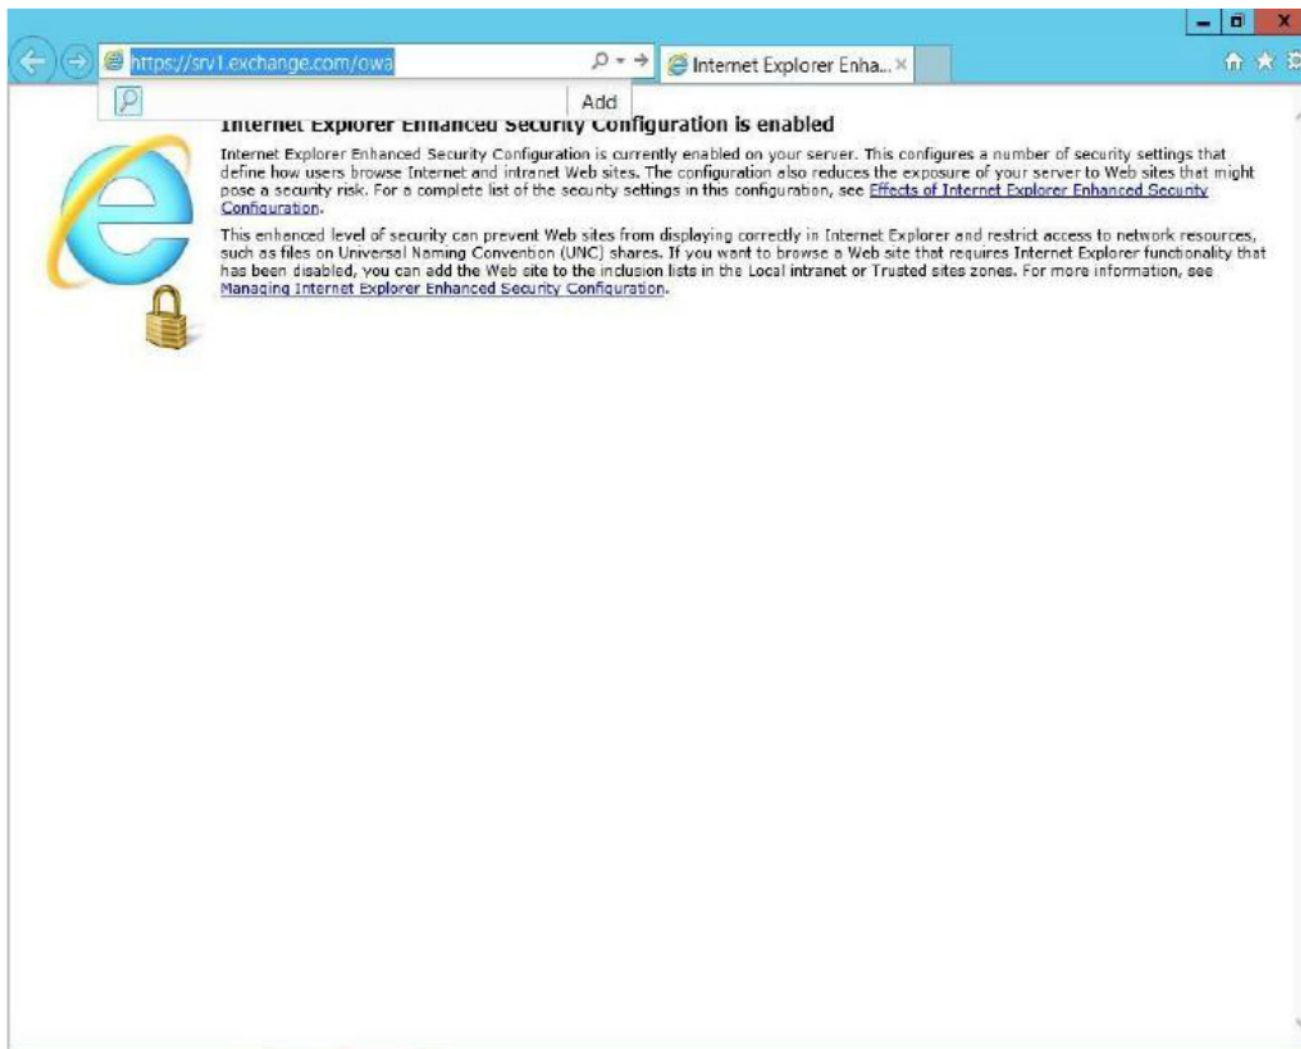 https://srv1.exchange.com/owa
Internet Explorer Enha...
Add
Internet Explorer Enhanced Security Configuration is enabled
Internet Explorer Enhanced Security Configuration is currently enabled on your server. This configures a number of security settings that
define how users browse Internet and intranet Web sites. The configuration also reduces the exposure of your server to Web sites that might
pose a security risk. For a complete list of the security settings in this configuration, see Effects of Internet Explorer Enhanced Security
Configuration.
This enhanced level of security can prevent Web sites from displaying correctly in Internet Explorer and restrict access to network resources,
such as files on Universal Naming Convention (UNC) shares. If you want to browse a Web site that requires Internet Explorer functionality that
has been disabled, you can add the Web site to the inclusion lists in the Local intranet or Trusted sites zones. For more information, see
Managing Internet Explorer Enhanced Security Configuration.